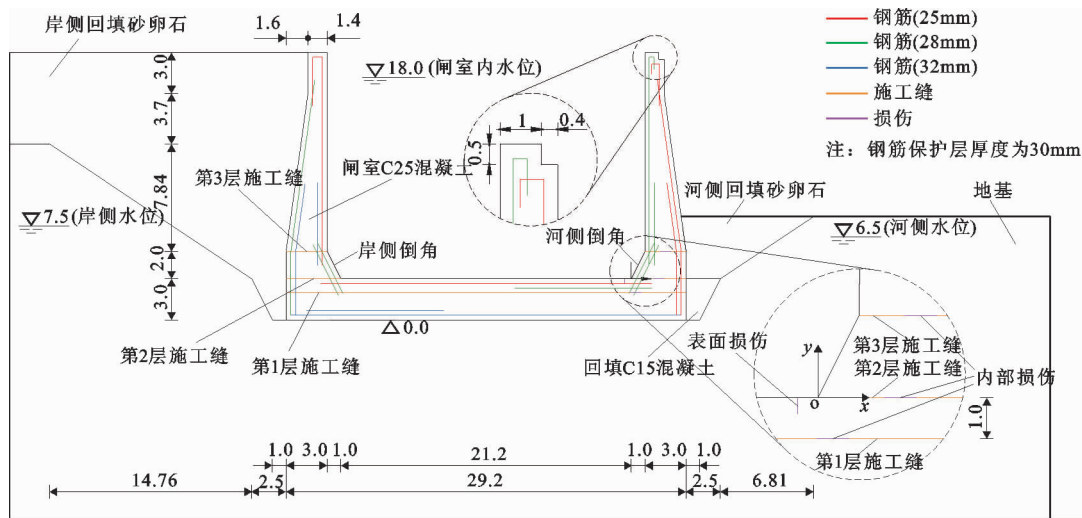 岸侧回填砂卵石
1.6
1.4
钢筋(25mm)
钢筋(28mm)
钢筋(32mm)
施工缝
损伤
注：钢筋保护层厚度为30mm
18.0(闸室内水位)
3.0
3.7
7.84
2.0
3.0
1
0.4
0.5
闸室C25混凝土
第3层施工缝
河侧回填砂卵石
地基
7.5(岸侧水位)
6.5(河侧水位)
岸侧倒角
河侧倒角
0.0
第2层施工缝
第1层施工缝
回填C15混凝土
表面损伤
y
第3层施工缝
第2层施工缝
内部损伤
o
x
1.0
第1层施工缝
1.0
3.0
1.0
21.2
1.0
3.0
1.0
14.76
2.5
29.2
2.5
6.81